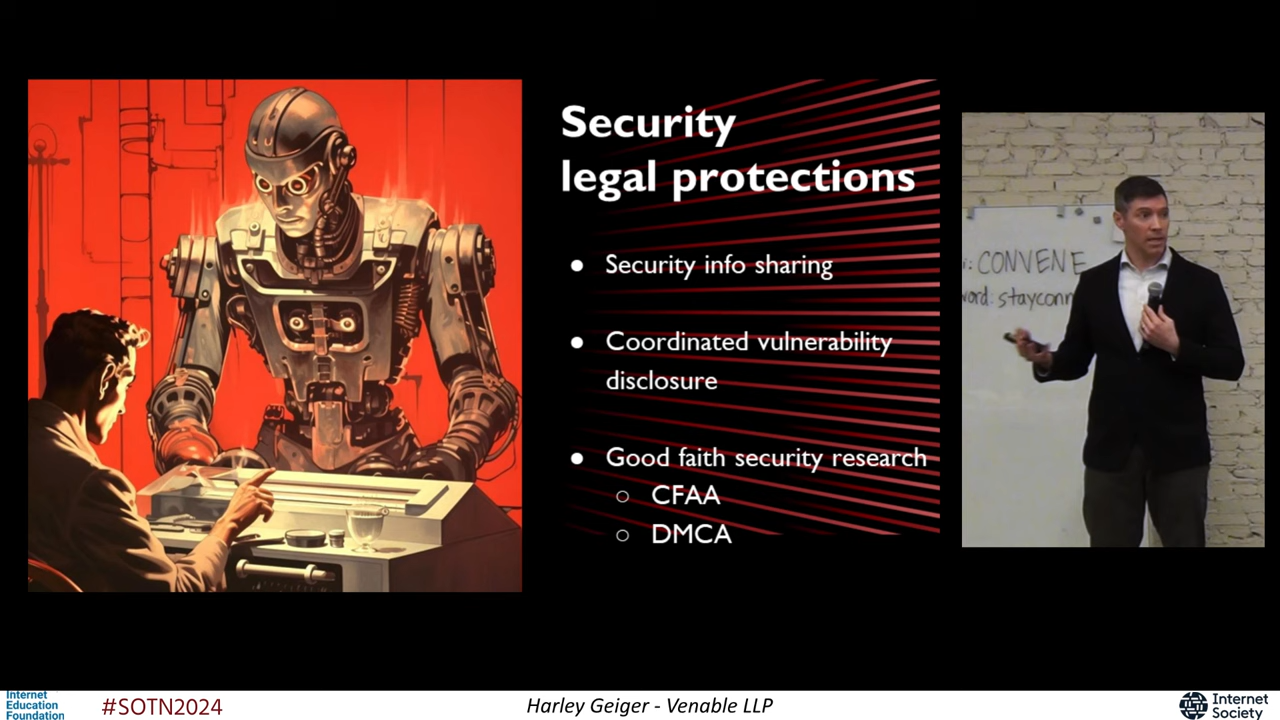 Security
legal protections
● Security info sharing
● Coordinated vulnerability
disclosure
● Good faith security research
○ CFAA
○ DMCA
: CONVENE
word: stayconn
Internet
Education
Foundation
#SOTN2024
Harley Geiger - Venable LLP
Internet
Society